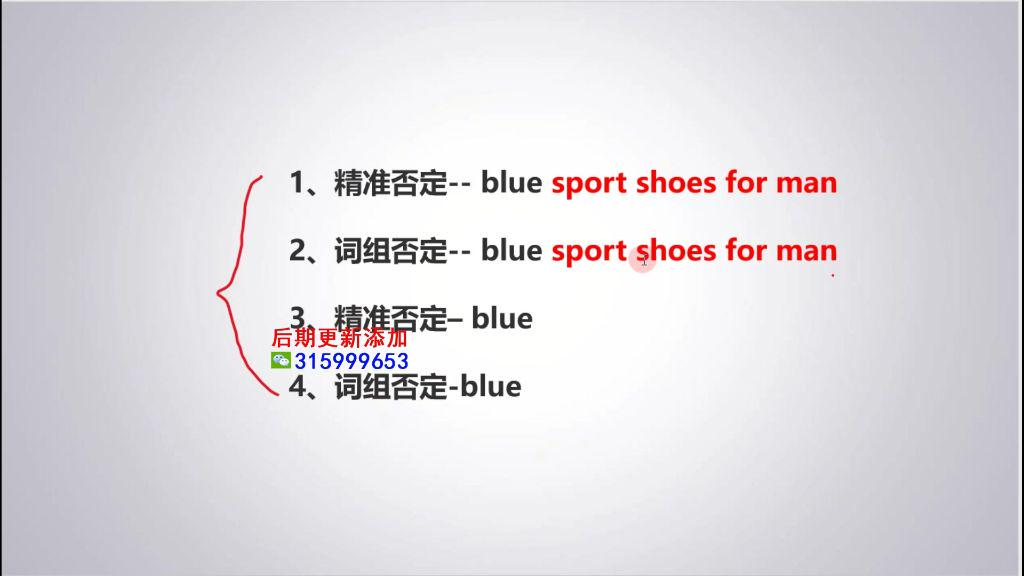 1、精准否定-- blue sport shoes for man
2、词组否定-- blue sport shoes for man
3、精准否定– blue
后期更新添加
315999653
4、词组否定-blue